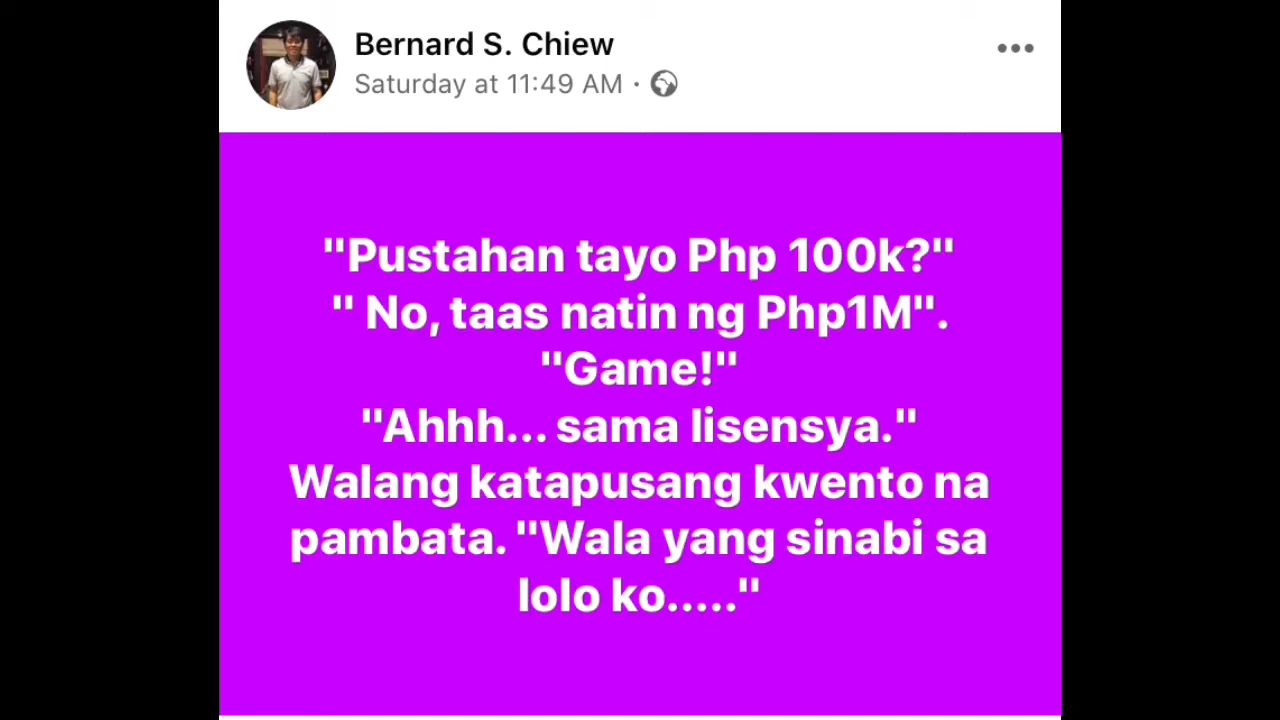 Bernard S. Chiew
Saturday at 11:49 AM ·
"Pustahan tayo Php 100k?"
" No, taas natin ng Php1M".
"Game!"
"Ahhh... sama lisensya."
Walang katapusang kwento na
pambata. "Wala yang sinabi sa
lolo ko....."